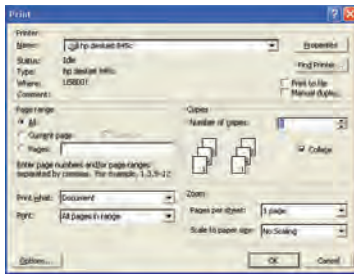 Print
Printer
Name: hp deskjet 845c
Properties
Status: Idle
Type: hp deskjet 845c
Where: USB001
Comment:
Find Printer...
Print to file
Manual duplex
Page range
All
Current page
Pages:
Enter page numbers and/or page ranges
separated by commas. For example, 1,3,5-12
Copies
Number of copies:
Collate
Print what: Document
Print: All pages in range
Zoom
Pages per sheet: 1 page
Scale to paper size: No Scaling
Options...
OK
Cancel